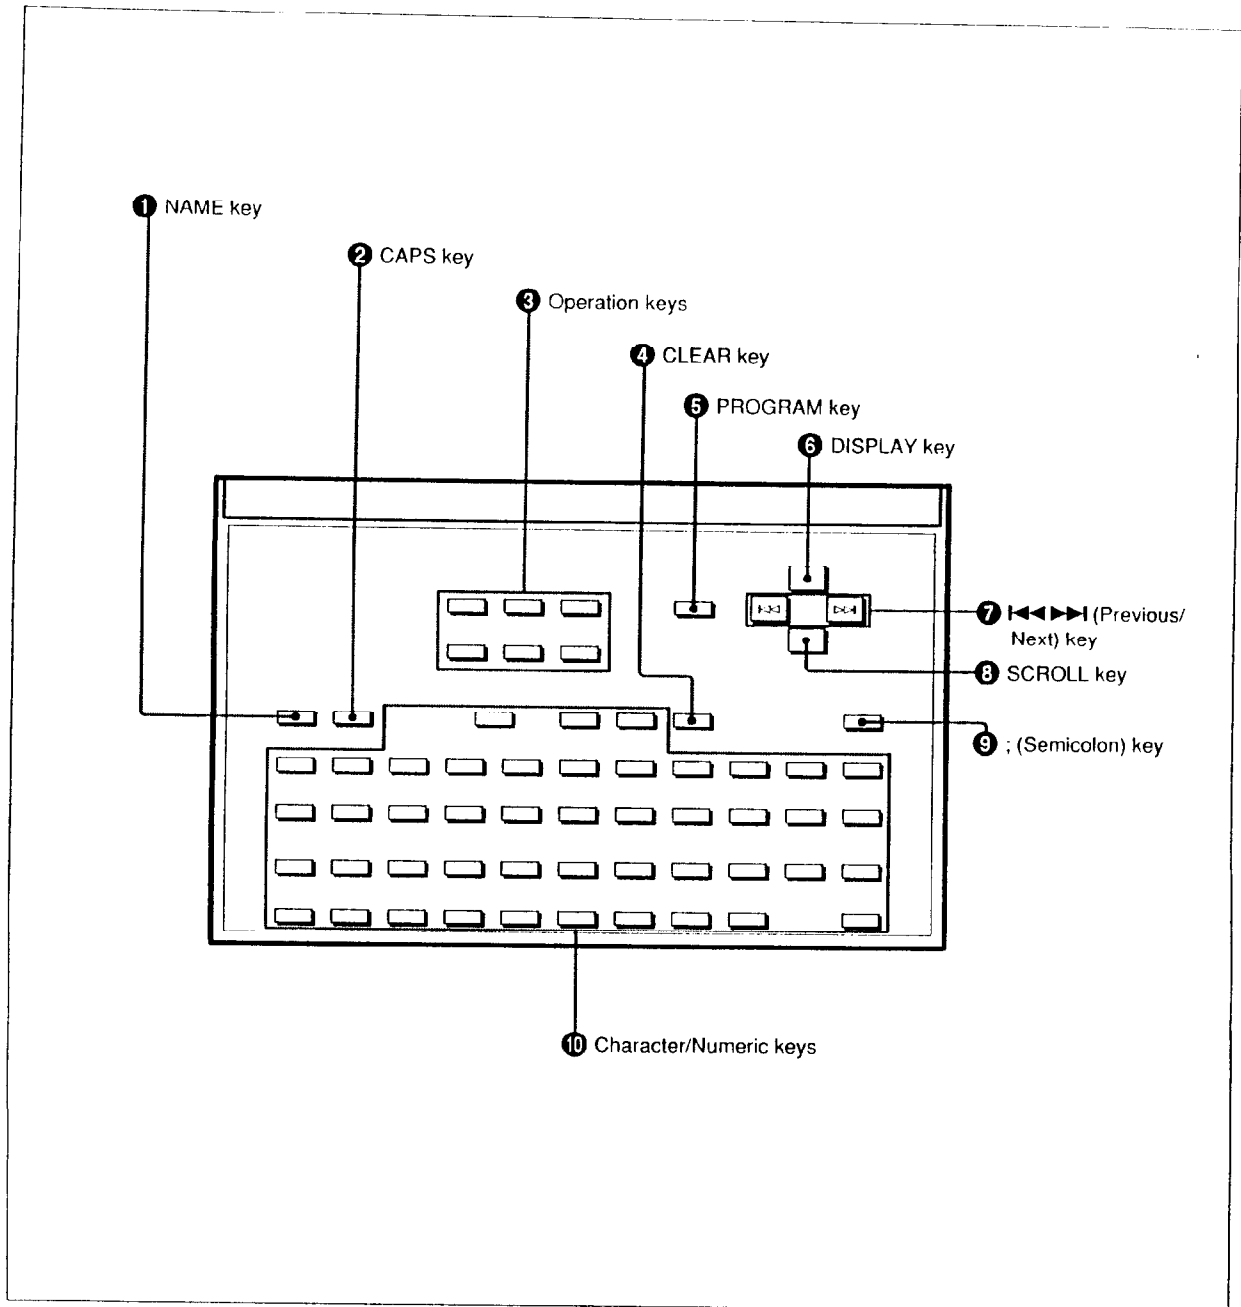 ❶ NAME key
❷ CAPS key
❸ Operation keys
❹ CLEAR key
❺ PROGRAM key
❻ DISPLAY key
❼ |◀◀ ▶▶| (Previous/
Next) key
❽ SCROLL key
❾ ; (Semicolon) key
❿ Character/Numeric keys